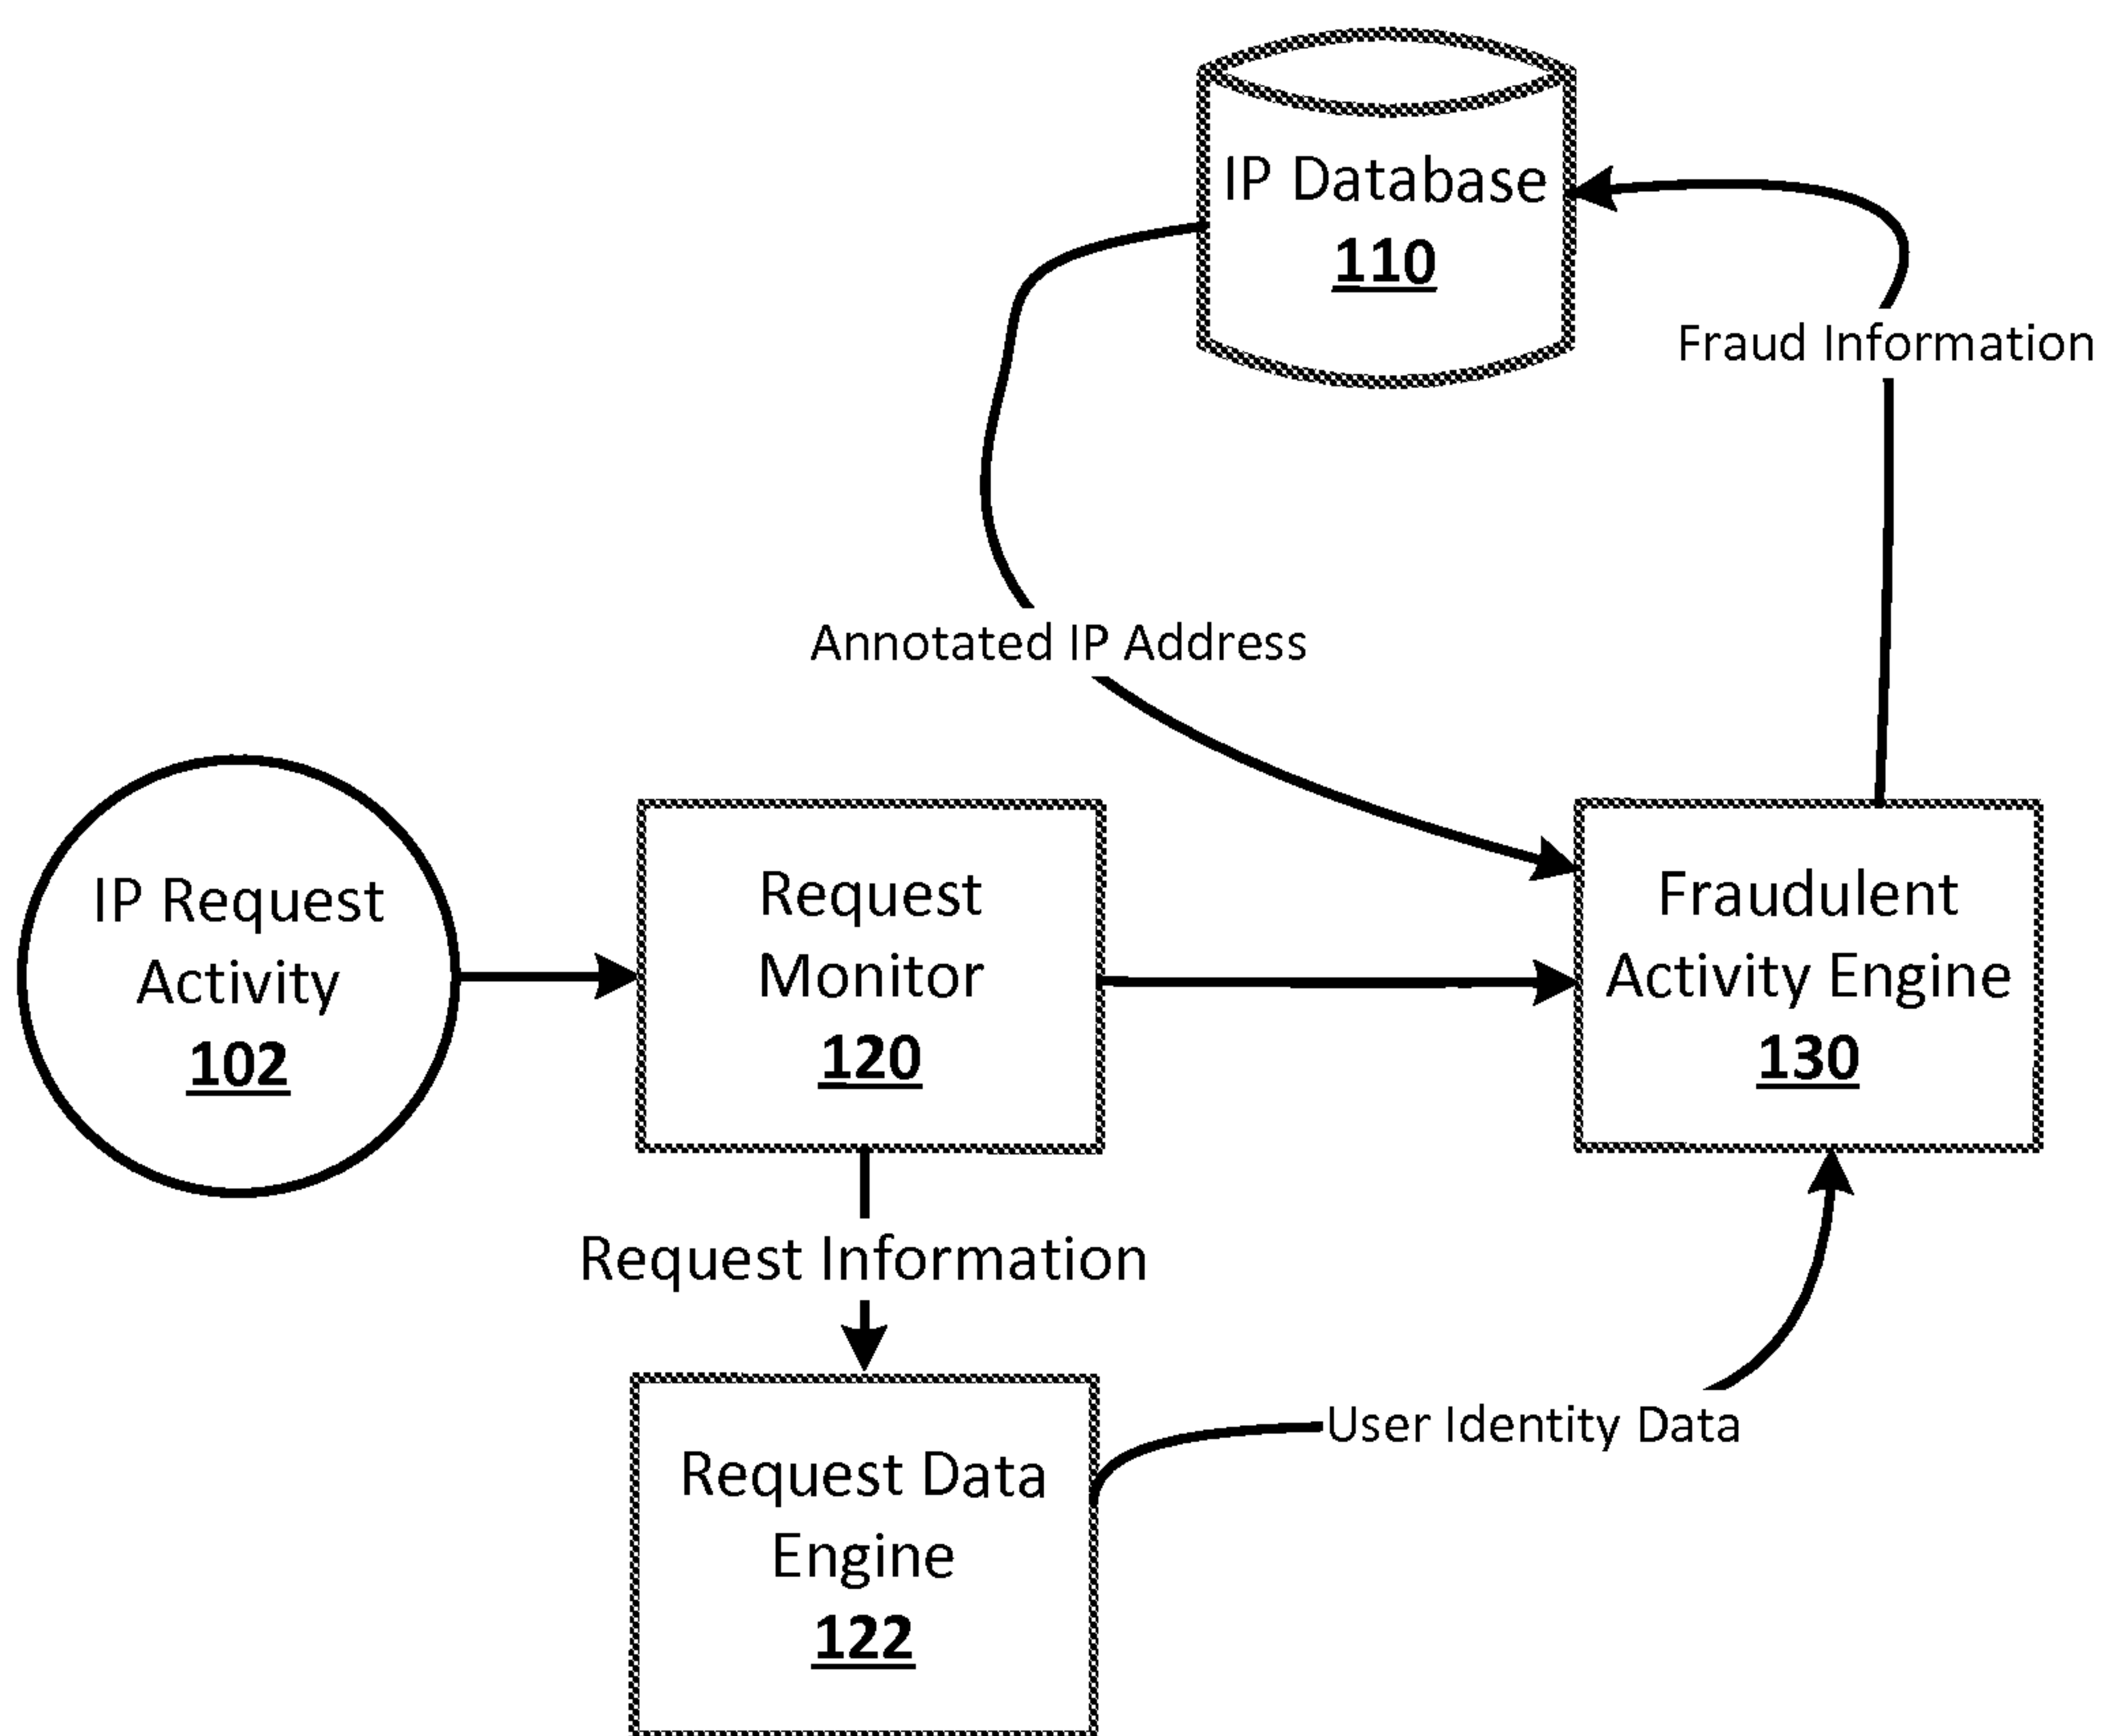 IP Database
110
Fraud Information
Annotated IP Address
IP Request
Activity
102
Request
Monitor
120
Fraudulent
Activity Engine
130
Request Information
User Identity Data
Request Data
Engine
122